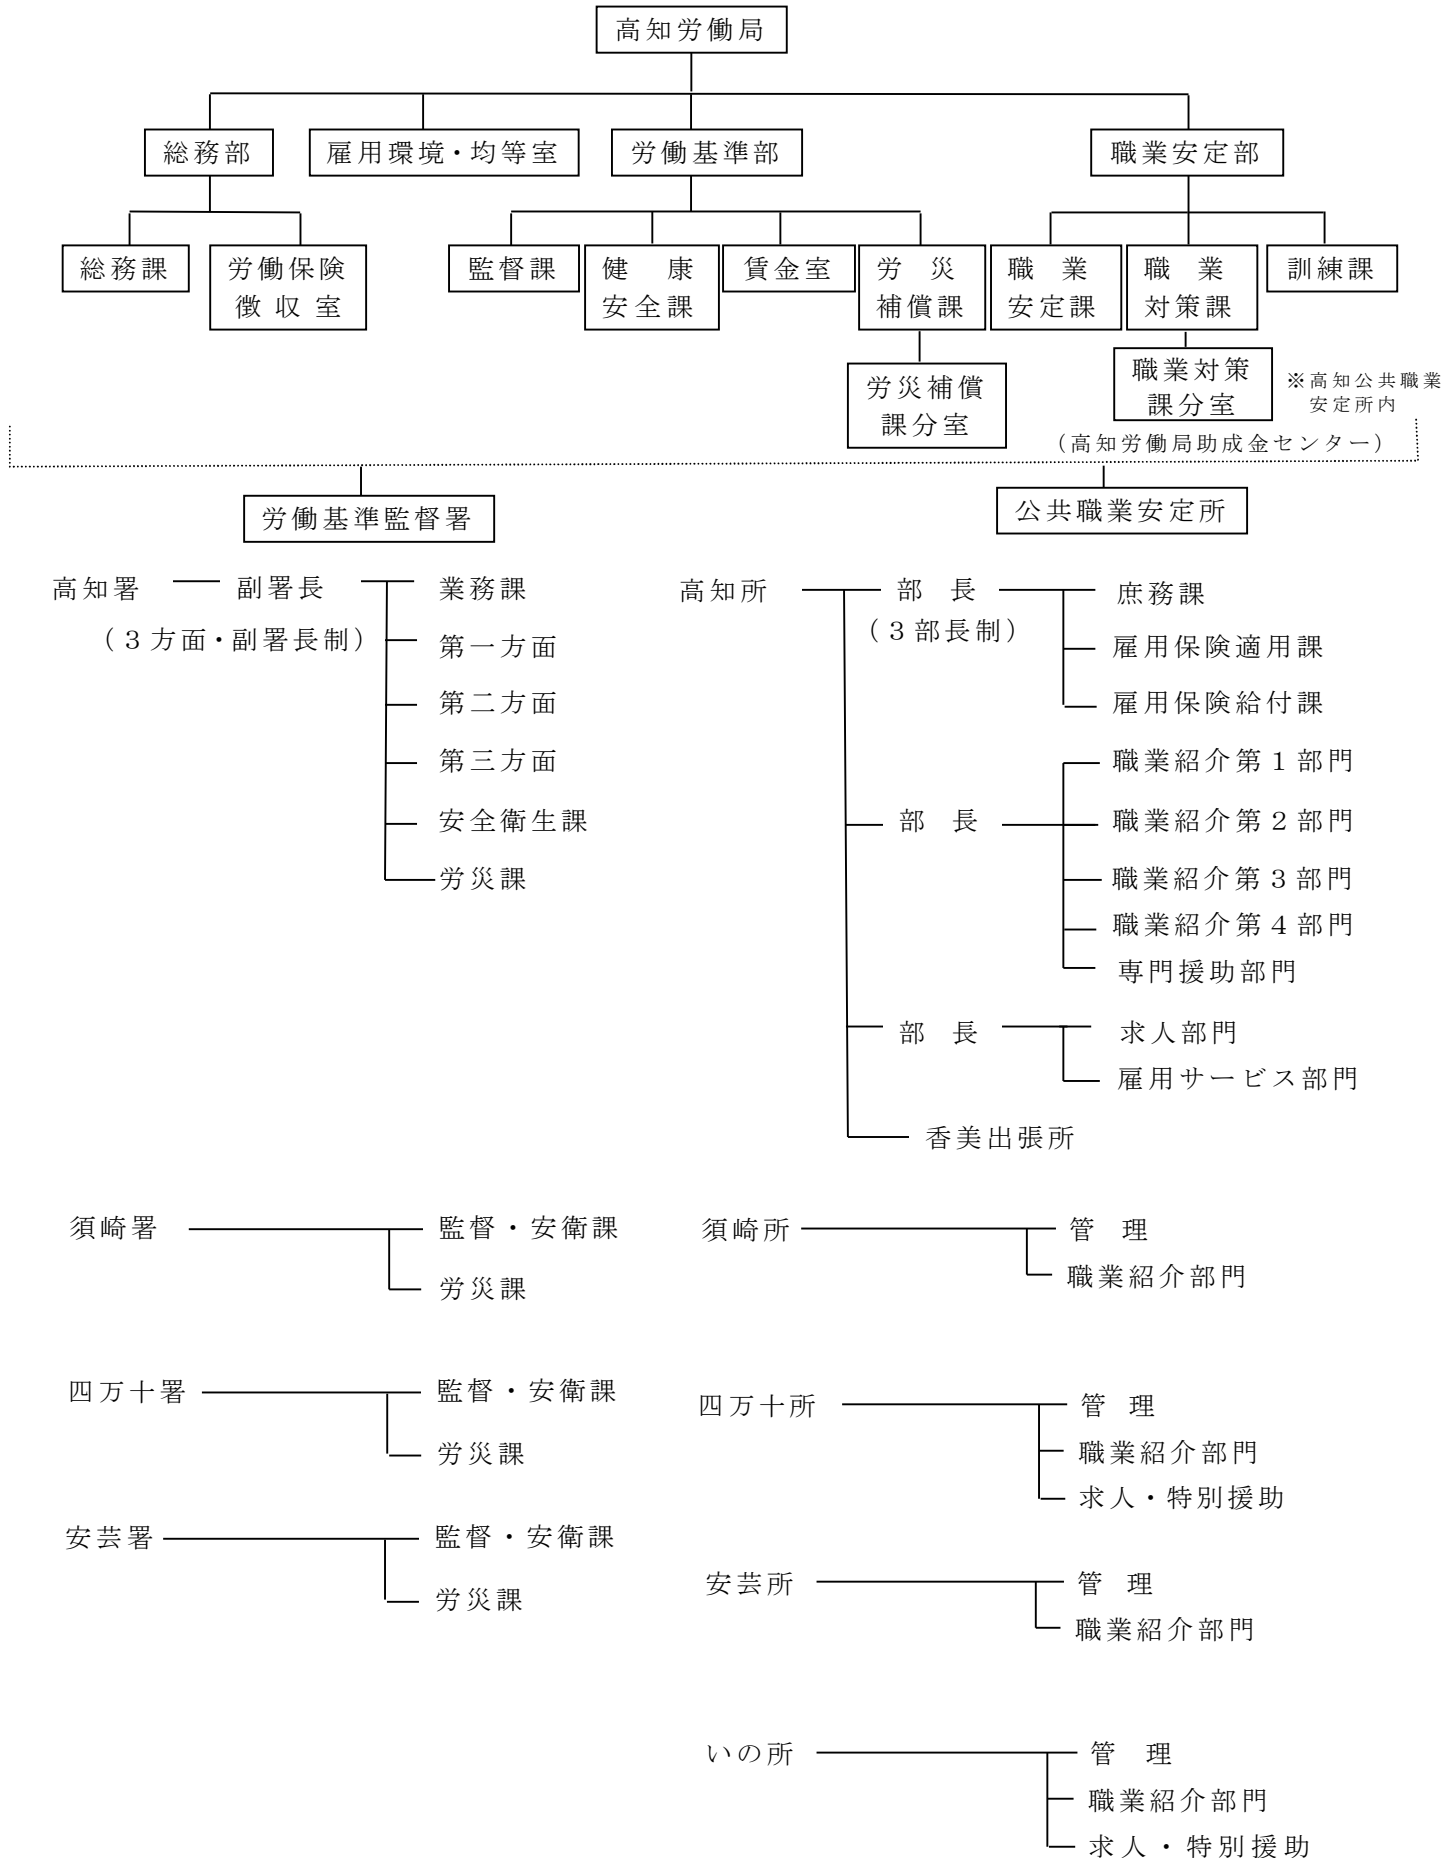 高知労働局
総務部
雇用環境・均等室
労働基準部
職業安定部
総務課
労働保険
徴収室
監督課
健康
安全課
賃金室
労災
補償課
職業
安定課
職業
対策課
訓練課
労災補償
課分室
職業対策
課分室
※高知公共職業
安定所内
（高知労働局助成金センター）
労働基準監督署
公共職業安定所
高知署
副署長
業務課
（３方面・副署長制）
第一方面
第二方面
第三方面
安全衛生課
労災課
高知所
部　長
（３部長制）
庶務課
雇用保険適用課
雇用保険給付課
部　長
職業紹介第１部門
職業紹介第２部門
職業紹介第３部門
職業紹介第４部門
専門援助部門
部　長
求人部門
雇用サービス部門
香美出張所
須崎署
監督・安衛課
労災課
須崎所
管　理
職業紹介部門
四万十署
監督・安衛課
労災課
四万十所
管　理
職業紹介部門
求人・特別援助
安芸署
監督・安衛課
労災課
安芸所
管　理
職業紹介部門
いの所
管　理
職業紹介部門
求人・特別援助